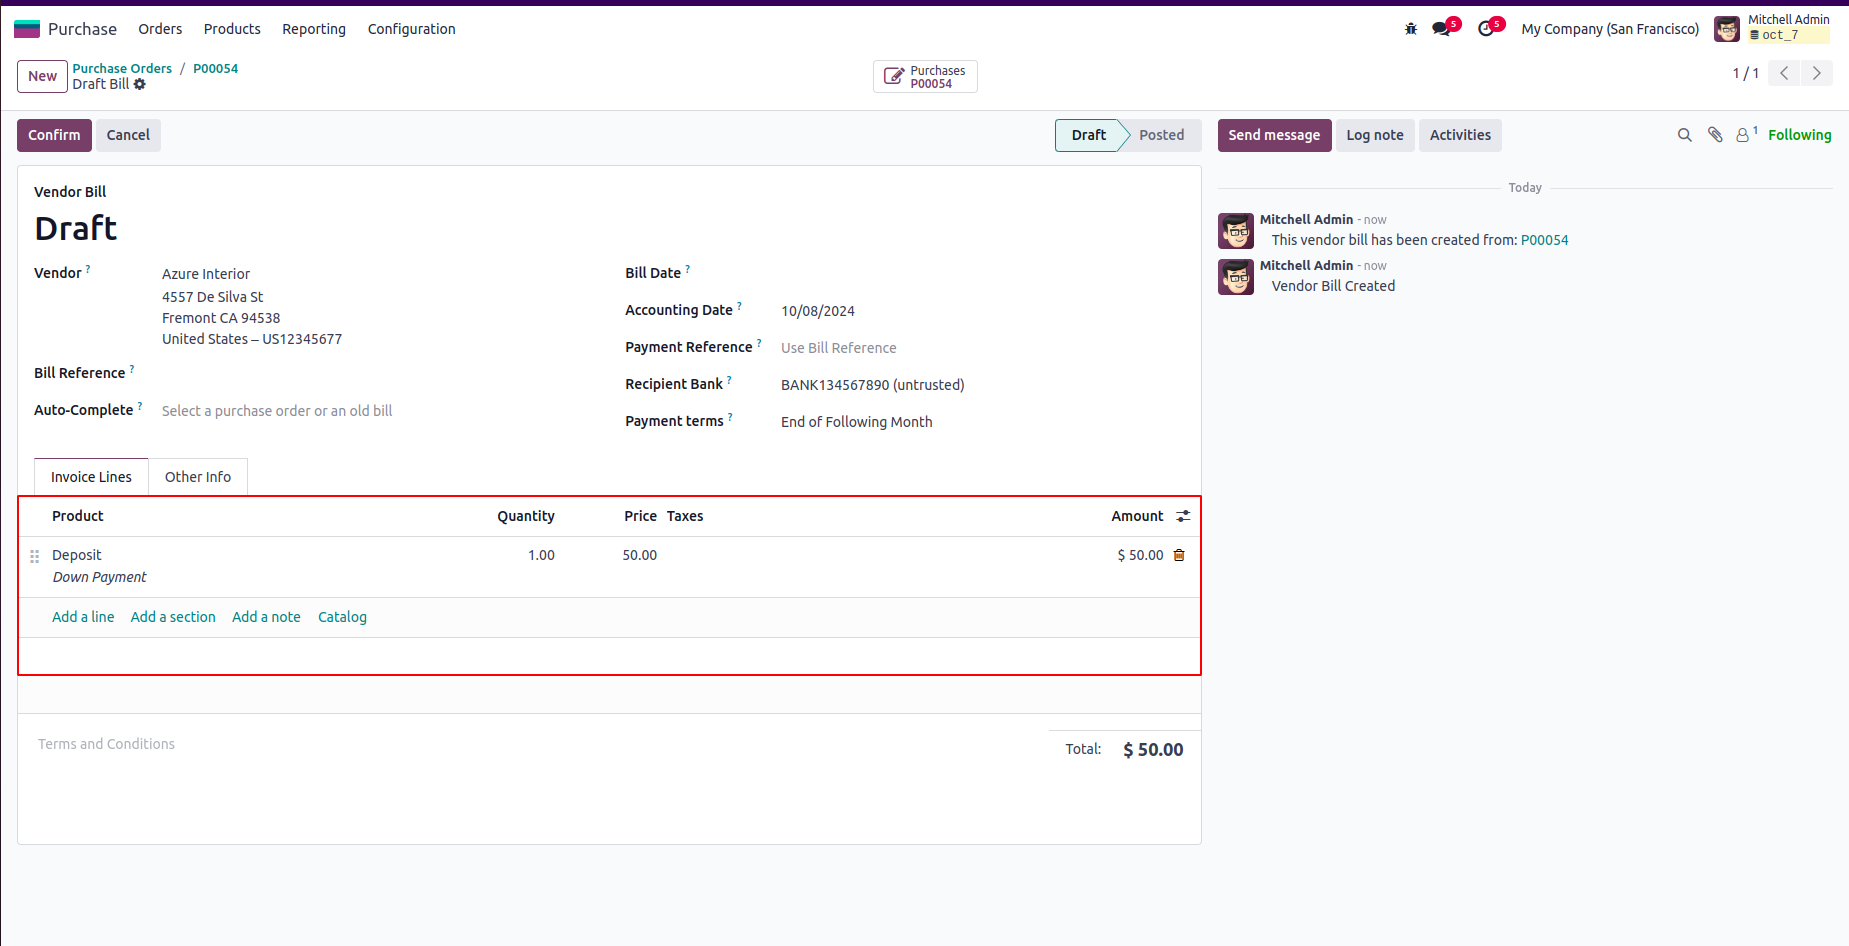 Purchase Orders Products Reporting Configuration 5 5 My Company (San Francisco) Mitchell Admin
oct_7
New Purchase Orders / P00054
Draft Bill
Purchases
P00054
1 / 1
Confirm Cancel Draft Posted Send message Log note Activities 1 Following
Vendor Bill
Draft
Vendor ? Azure Interior
4557 De Silva St
Fremont CA 94538
United States – US12345677
Bill Reference ?
Auto-Complete ? Select a purchase order or an old bill
Bill Date ?
Accounting Date ? 10/08/2024
Payment Reference ? Use Bill Reference
Recipient Bank ? BANK134567890 (untrusted)
Payment terms ? End of Following Month
Invoice Lines Other Info
Product Quantity Price Taxes Amount
Deposit 1.00 50.00 $ 50.00
Down Payment
Add a line Add a section Add a note Catalog
Terms and Conditions
Total: $ 50.00
Today
Mitchell Admin - now
This vendor bill has been created from: P00054
Mitchell Admin - now
Vendor Bill Created